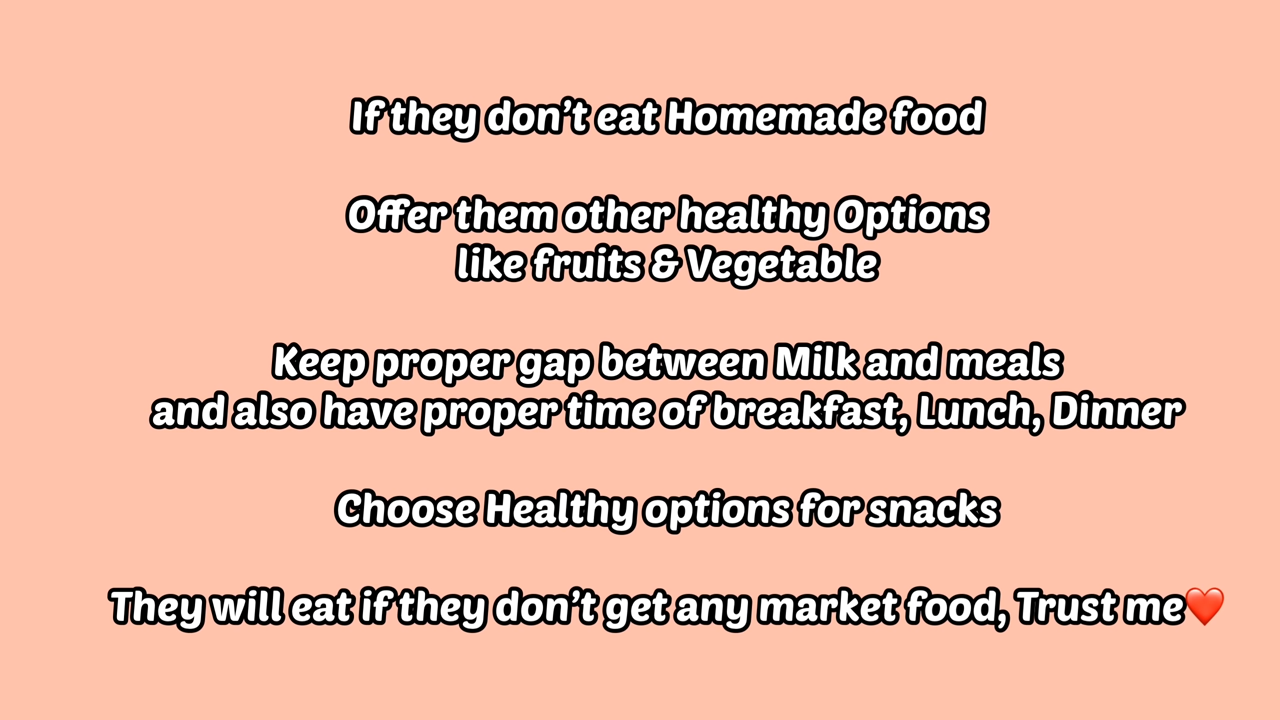 If they don’t eat Homemade food
Offer them other healthy Options
like fruits & Vegetable
Keep proper gap between Milk and meals
and also have proper time of breakfast, Lunch, Dinner
Choose Healthy options for snacks
They will eat if they don’t get any market food, Trust me❤️